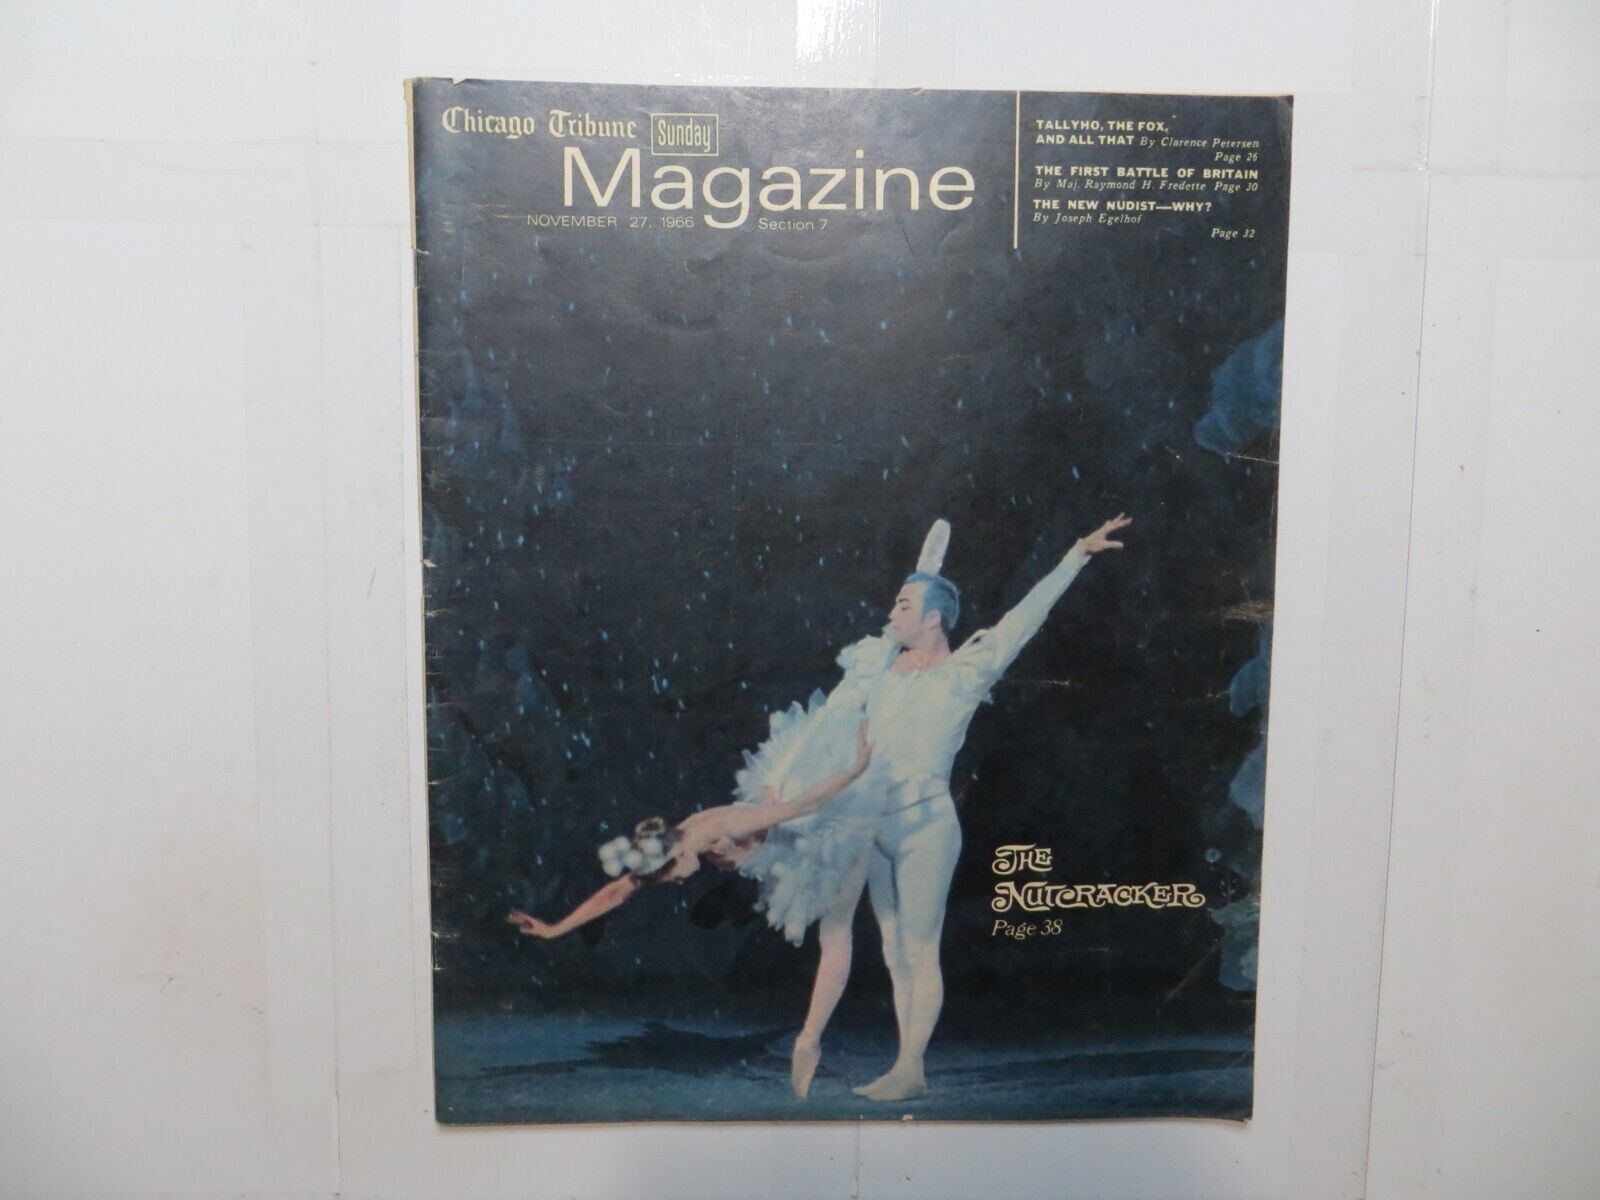 Chicago Tribune Sunday
Magazine
NOVEMBER 27, 1966 Section 7
TALLYHO, THE FOX,
AND ALL THAT By Clarence Petersen
Page 26
THE FIRST BATTLE OF BRITAIN
By Maj. Raymond H. Fredette Page 30
THE NEW NUDIST—WHY?
By Joseph Egelhof
Page 32
THE
NUTCRACKER
Page 38